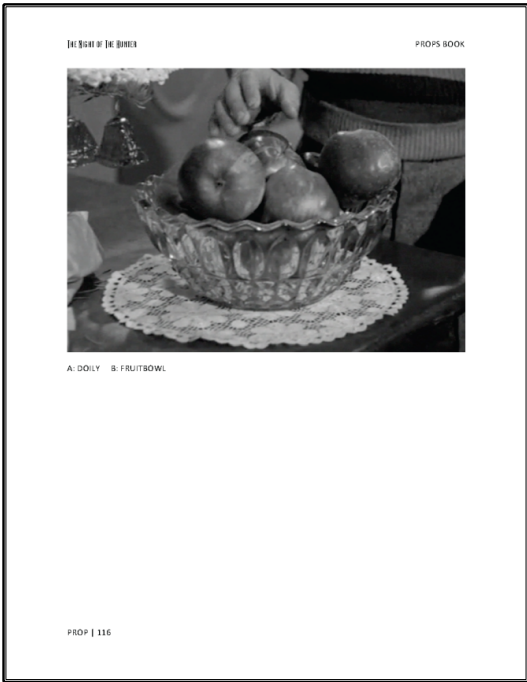 The Night of The Hunter PROPS BOOK
A: DOILY B: FRUITBOWL
PROP | 116